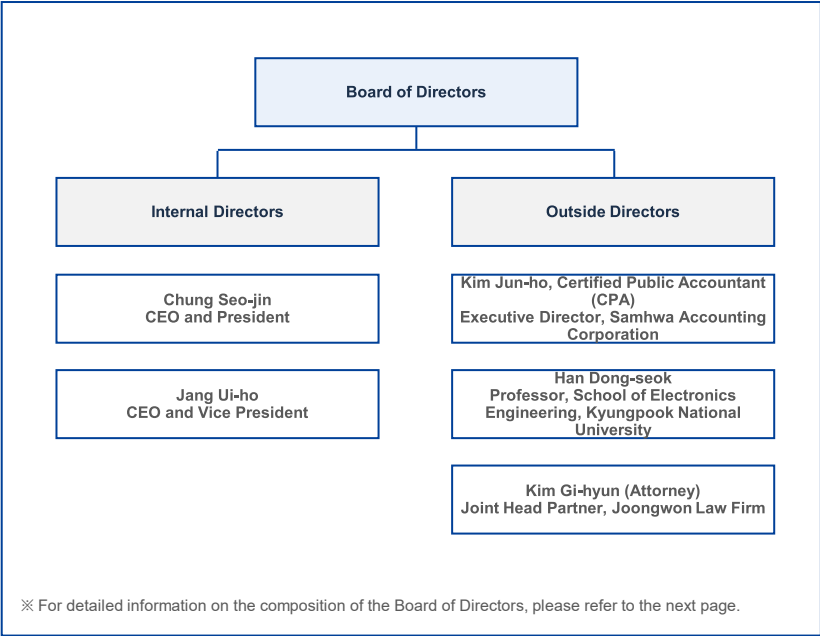 Board of Directors
Internal Directors
Outside Directors
Chung Seo-jin
CEO and President
Kim Jun-ho, Certified Public Accountant
(CPA)
Executive Director, Samhwa Accounting
Corporation
Jang Ui-ho
CEO and Vice President
Han Dong-seok
Professor, School of Electronics
Engineering, Kyungpook National
University
Kim Gi-hyun (Attorney)
Joint Head Partner, Joongwon Law Firm
※ For detailed information on the composition of the Board of Directors, please refer to the next page.